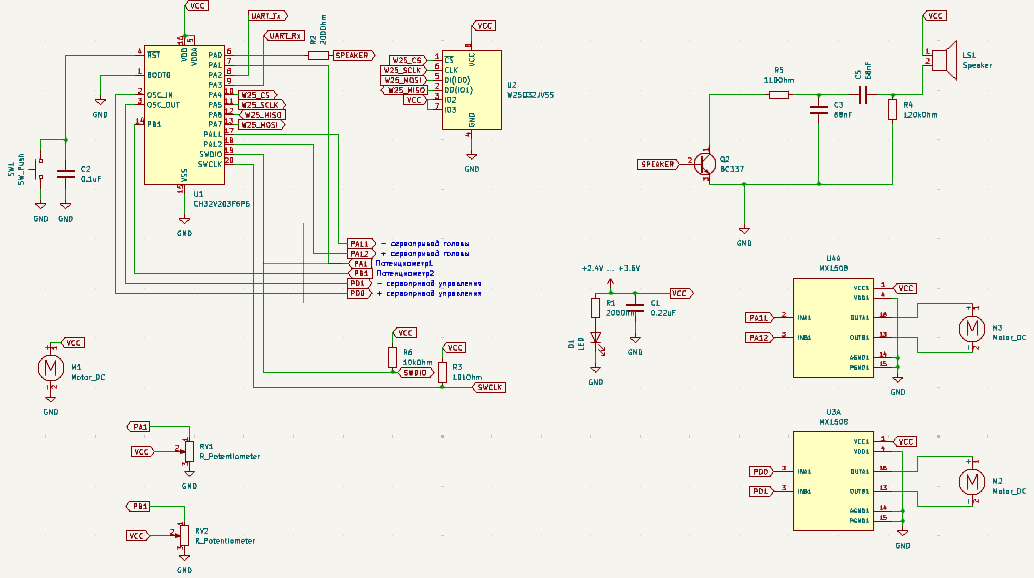 VCC
UART_Tx
UART_Rx
R2
200Ohm
SPEAKER
4 RST
1 BOOT0
2 OSC_IN
3 OSC_OUT
14 PB1
16 VDD
5 VDDA
PA0 6
PA1 7
PA2 8
PA3 9
PA4 10 W25_CS
PA5 11 W25_SCLK
PA6 12 W25_MISO
PA7 13 W25_MOSI
PA11 17
PA12 18
SWDIO 19
SWCLK 20
VSS
15
U1
CH32V203F6P6
GND
GND
SW1
SW_Push
C2
0.1uF
GND
GND
VCC
8
VCC
W25_CS 1 CS
W25_SCLK 6 CLK
W25_MOSI 5 DI(IO0)
W25_MISO 2 DO(IO1)
VCC 3 IO2
7 IO3
GND
4
GND
U2
W25Q32JVSS
PA11 - сервопривод головы
PA12 + сервопривод головы
PA1 Потенциометр1
PB1 Потенциометр2
PD1 - сервопривод управления
PD0 + сервопривод управления
VCC
R6
10kOhm
SWDIO
VCC
R3
10kOhm
SWCLK
VCC
M1
Motor_DC
GND
PA1
VCC
RV1
R_Potentiometer
GND
PB1
VCC
RV2
R_Potentiometer
GND
VCC
LS1
Speaker
1
2
R5
110Ohm
C5
68nF
C3
68nF
R4
120kOhm
SPEAKER 2
1
3
Q2
BC337
GND
+2.4V ... +3.6V
VCC
R1
200Ohm
C1
0.22uF
GND
D1
LED
GND
U4A
MX1508
VCC1 1 VCC
VDD1 4
PA11 2 INA1
PA12 3 INB1
OUTA1 16
OUTB1 13
AGND1 14
PGND1 15
GND
M3
Motor_DC
U3A
MX1508
VCC1 1 VCC
VDD1 4
PD0 2 INA1
PD1 3 INB1
OUTA1 16
OUTB1 13
AGND1 14
PGND1 15
GND
M2
Motor_DC